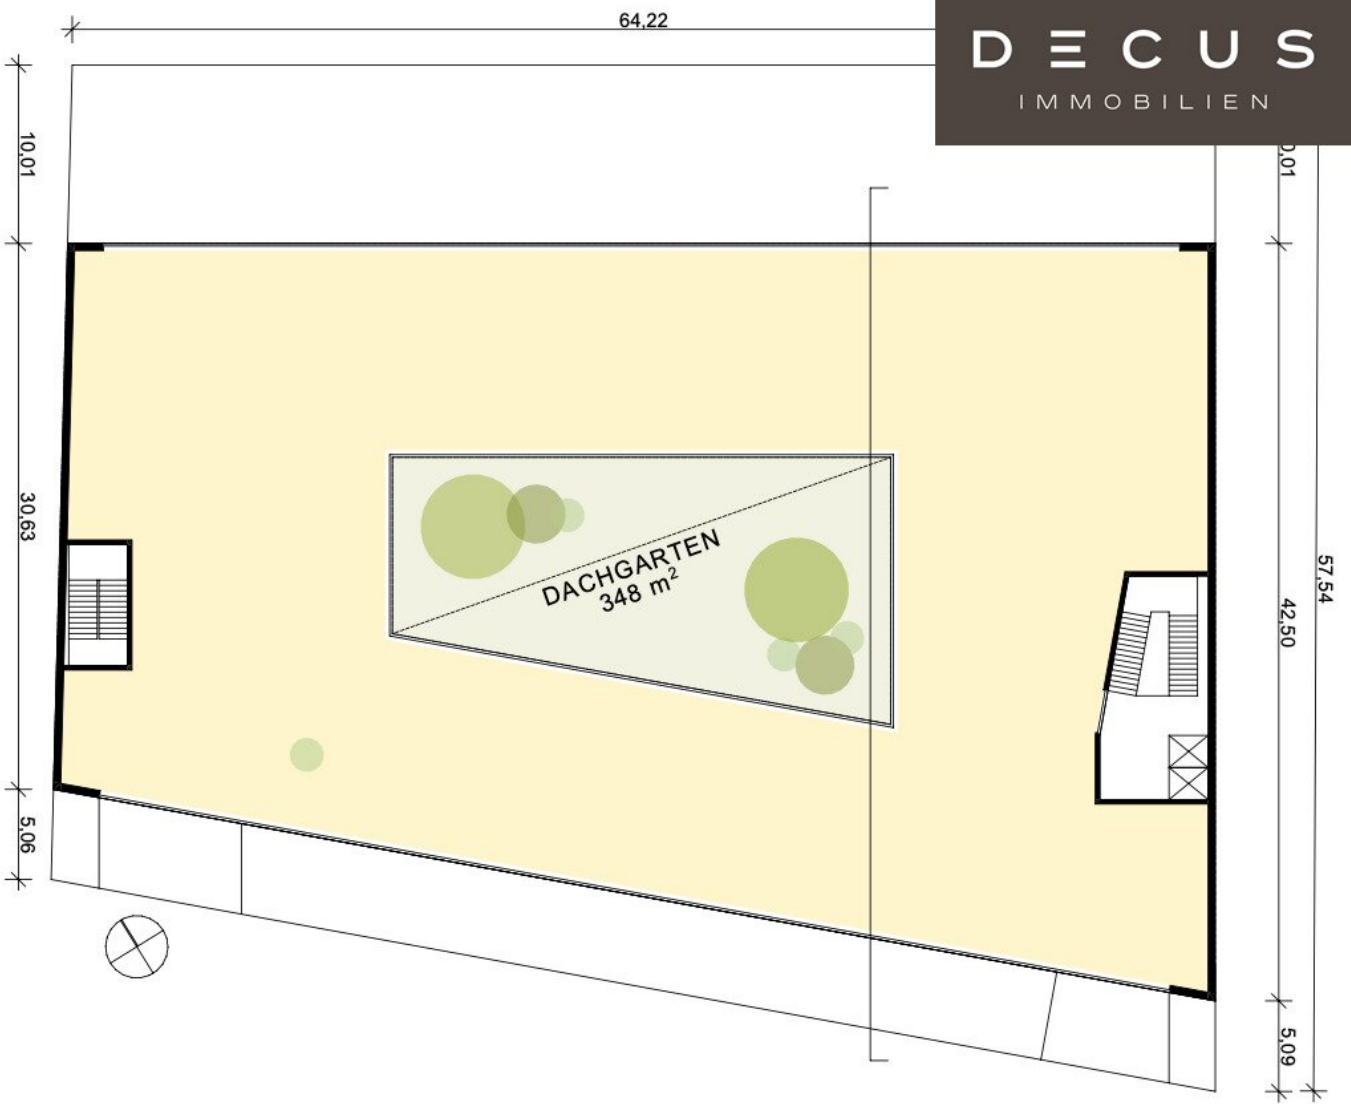 64,22
DECUS
IMMOBILIEN
10,01
0,01
30,63
DACHGARTEN
348 m²
57,54
42,50
5,06
5,09